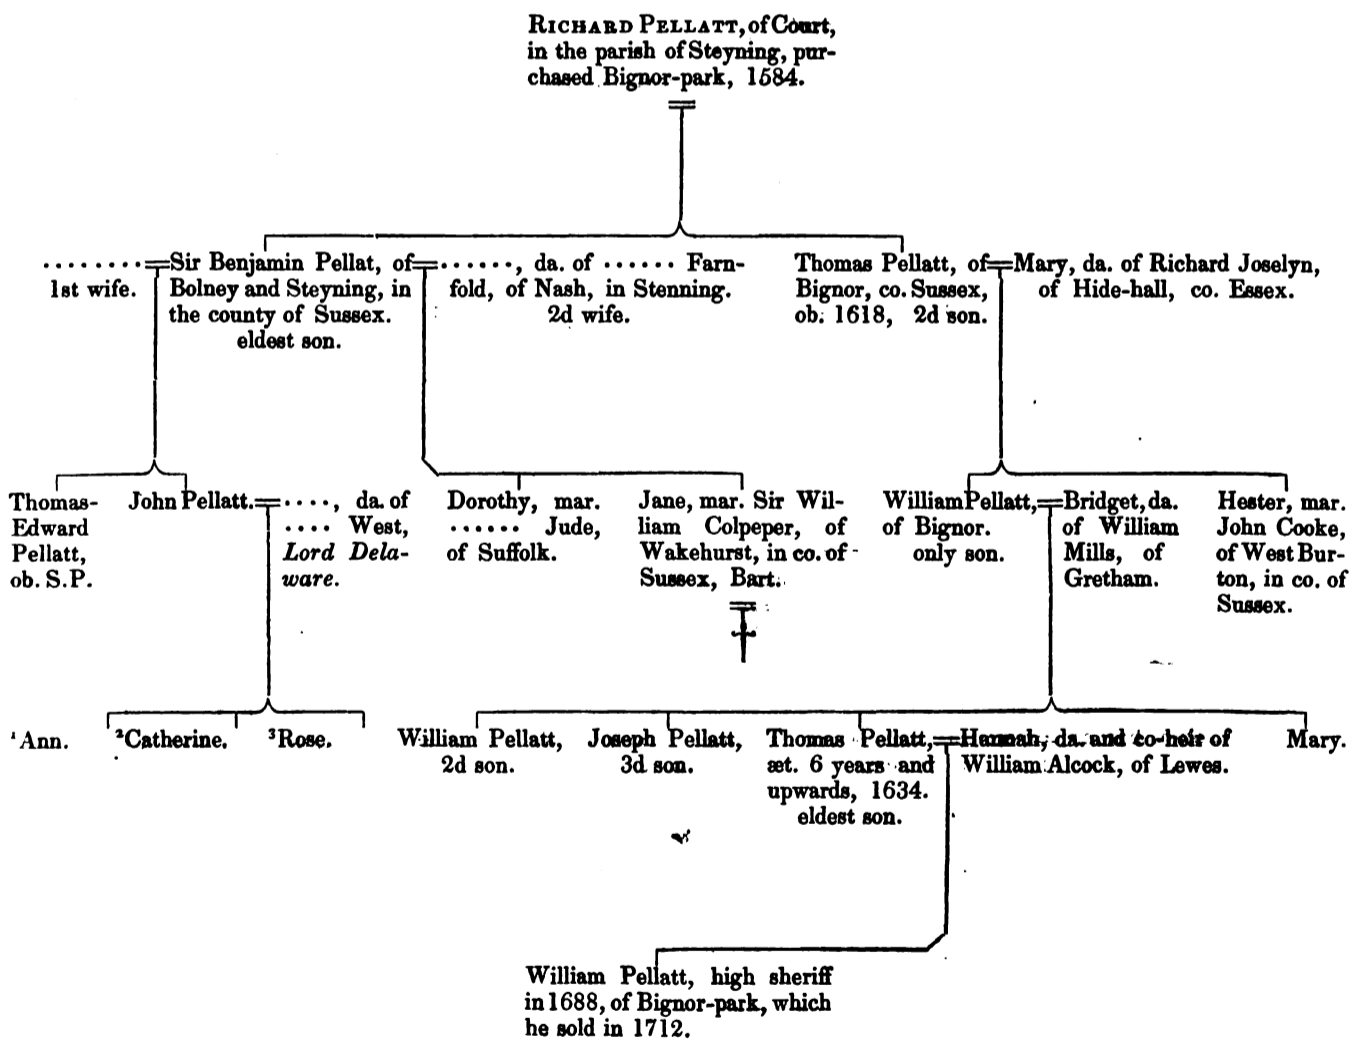 RICHARD PELLATT, of Court,
in the parish of Steyning, pur-
chased Bignor-park, 1584.
........
1st wife.
Sir Benjamin Pellat, of
Bolney and Steyning, in
the county of Sussex.
eldest son.
......, da. of ...... Farn-
fold, of Nash, in Stenning.
2d wife.
Thomas Pellatt, of
Bignor, co. Sussex,
ob. 1618, 2d son.
Mary, da. of Richard Joselyn,
of Hide-hall, co. Essex.
Thomas-
Edward
Pellatt,
ob. S.P.
John Pellatt.
...., da. of
.... West,
Lord Dela-
ware.
Dorothy, mar.
...... Jude,
of Suffolk.
Jane, mar. Sir Wil-
liam Colpeper, of
Wakehurst, in co. of
Sussex, Bart.
William Pellatt,
of Bignor.
only son.
Bridget, da.
of William
Mills, of
Gretham.
Hester, mar.
John Cooke,
of West Bur-
ton, in co. of
Sussex.
¹Ann.
²Catherine.
³Rose.
William Pellatt,
2d son.
Joseph Pellatt,
3d son.
Thomas Pellatt,
æt. 6 years and
upwards, 1634.
eldest son.
Hannah, da. and co-heir of
William Alcock, of Lewes.
Mary.
William Pellatt, high sheriff
in 1688, of Bignor-park, which
he sold in 1712.